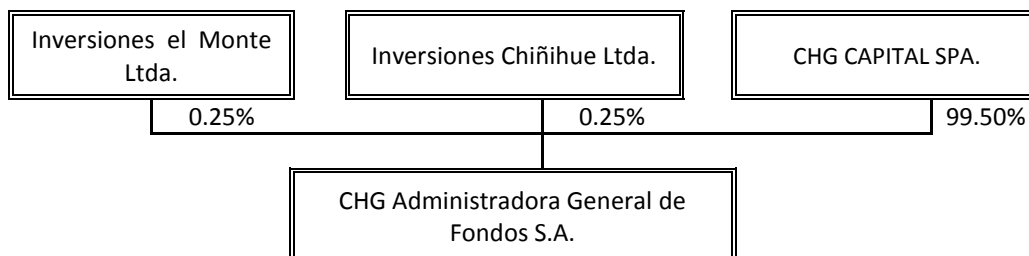 Inversiones el Monte
Ltda.
Inversiones Chiñihue Ltda.
CHG CAPITAL SPA.
0.25%
0.25%
99.50%
CHG Administradora General de
Fondos S.A.